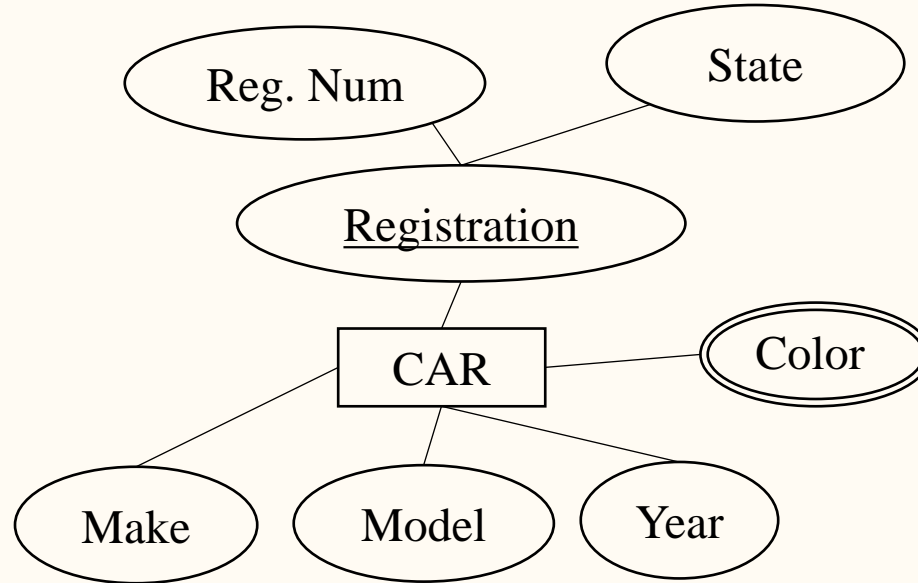 Reg. Num
State
Registration
CAR
Color
Make
Model
Year